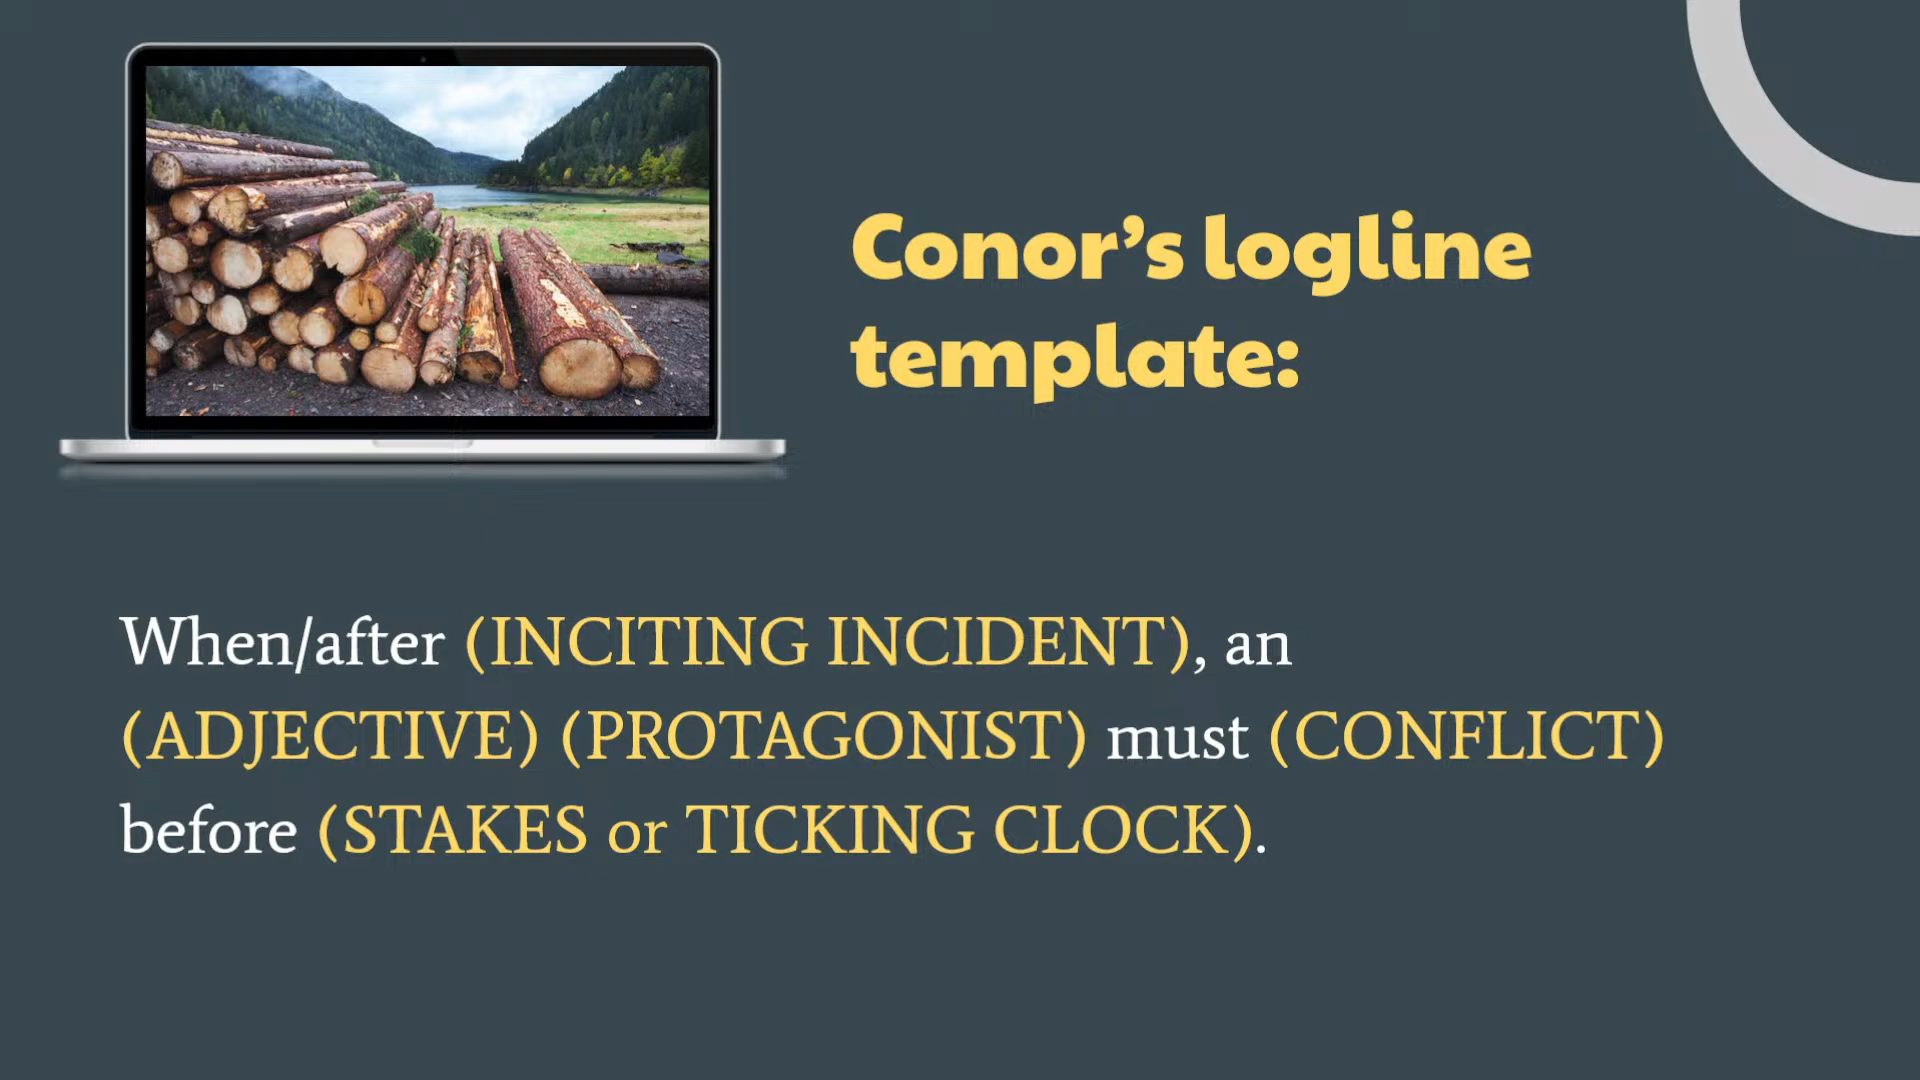 Conor’s logline
template:
When/after (INCITING INCIDENT), an
(ADJECTIVE) (PROTAGONIST) must (CONFLICT)
before (STAKES or TICKING CLOCK).